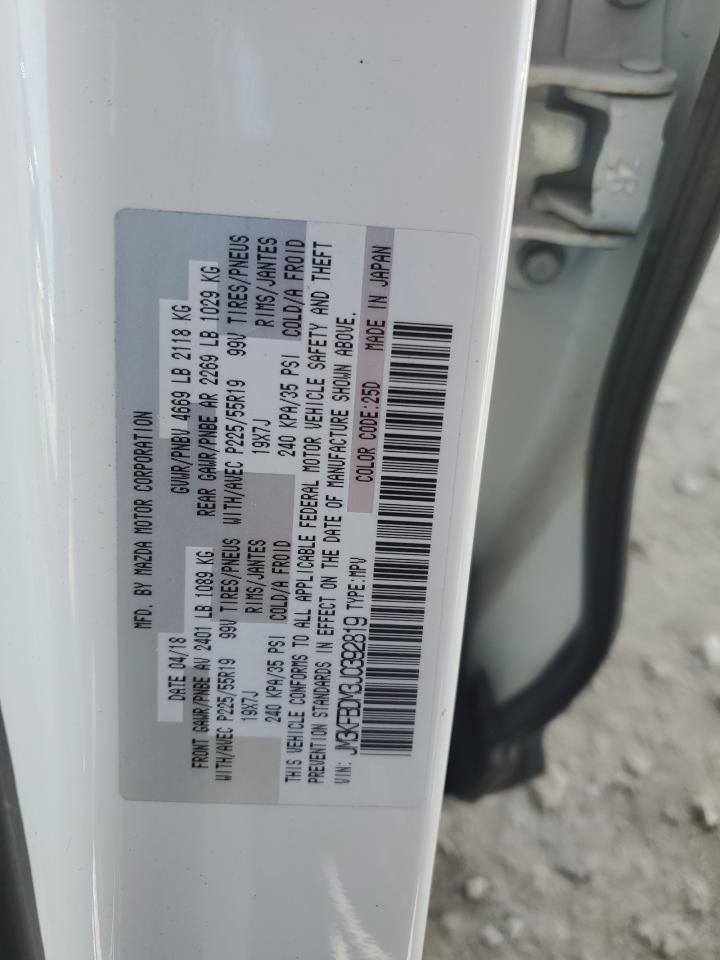 MFD. BY MAZDA MOTOR CORPORATION
DATE 04/18 GVWR/PNBV 4669 LB 2118 KG
FRONT GAWR/PNBE AV 2401 LB 1089 KG REAR GAWR/PNBE AR 2269 LB 1029 KG
WITH/AVEC P225/55R19 99V TIRES/PNEUS WITH/AVEC P225/55R19 99V TIRES/PNEUS
19X7J RIMS/JANTES 19X7J RIMS/JANTES
240 KPA/35 PSI COLD/A FROID 240 KPA/35 PSI COLD/A FROID
THIS VEHICLE CONFORMS TO ALL APPLICABLE FEDERAL MOTOR VEHICLE SAFETY AND THEFT
PREVENTION STANDARDS IN EFFECT ON THE DATE OF MANUFACTURE SHOWN ABOVE.
VIN: JM3KFBDM3J0392819 TYPE:MPV COLOR CODE:25D MADE IN JAPAN